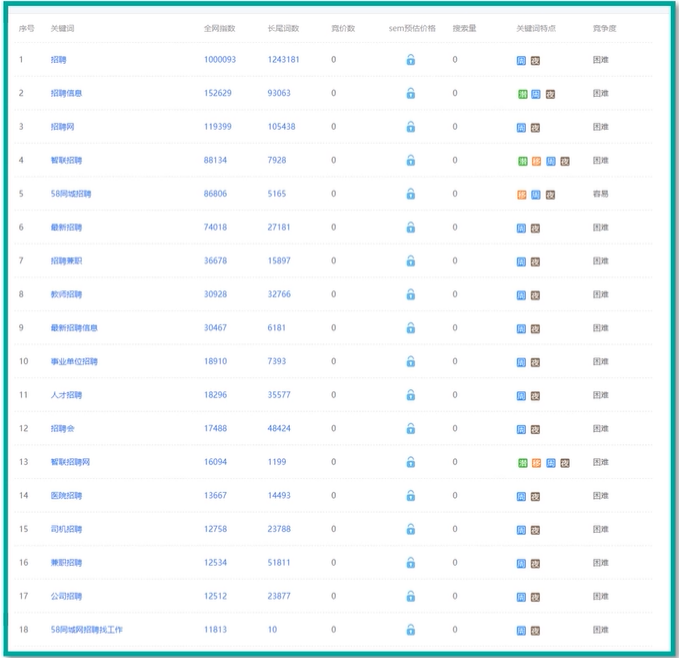 序号 关键词 全网指数 长尾词数 竞价数 sem预估价格 搜索量 关键词特点 竞争度
1 招聘 1000093 1243181 0 0 周 夜 困难
2 招聘信息 152629 93063 0 0 潜 周 夜 困难
3 招聘网 119399 105438 0 0 周 夜 困难
4 智联招聘 88134 7928 0 0 潜 移 周 夜 困难
5 58同城招聘 86806 5165 0 0 移 周 夜 容易
6 最新招聘 74018 27181 0 0 周 夜 困难
7 招聘兼职 36678 15897 0 0 周 夜 困难
8 教师招聘 30928 32766 0 0 周 夜 困难
9 最新招聘信息 30467 6181 0 0 周 夜 困难
10 事业单位招聘 18910 7393 0 0 周 夜 困难
11 人才招聘 18296 35577 0 0 周 夜 困难
12 招聘会 17488 48424 0 0 周 夜 困难
13 智联招聘网 16094 1199 0 0 潜 移 周 夜 困难
14 医院招聘 13667 14493 0 0 周 夜 困难
15 司机招聘 12758 23788 0 0 周 夜 困难
16 兼职招聘 12534 51811 0 0 周 夜 困难
17 公司招聘 12512 23877 0 0 周 夜 困难
18 58同城网招聘找工作 11813 10 0 0 周 夜 困难